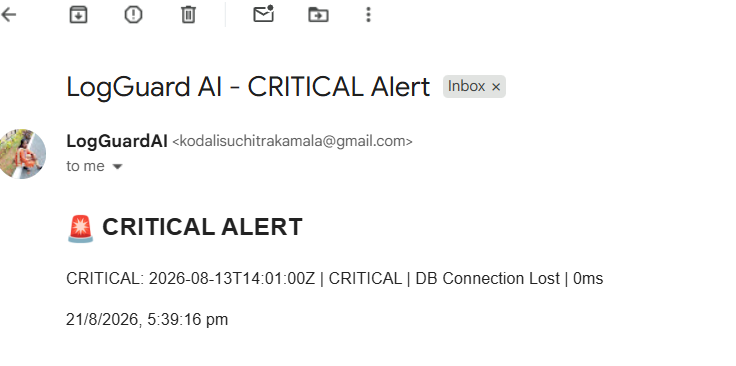 LogGuard AI - CRITICAL Alert Inbox ×
LogGuardAI <kodalisuchitrakamala@gmail.com>
to me
🚨 CRITICAL ALERT
CRITICAL: 2026-08-13T14:01:00Z | CRITICAL | DB Connection Lost | 0ms
21/8/2026, 5:39:16 pm